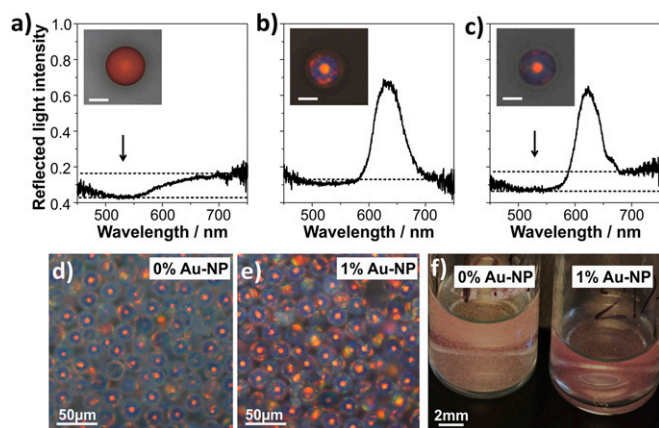 a)
b)
c)
Reflected light intensity
1.0
0.8
0.6
0.4
0.2
0.4
500 600 700
500 600 700
500 600 700
Wavelength / nm
Wavelength / nm
Wavelength / nm
d)
0% Au-NP
50µm
e)
1% Au-NP
50µm
f)
0% Au-NP
1% Au-NP
2mm